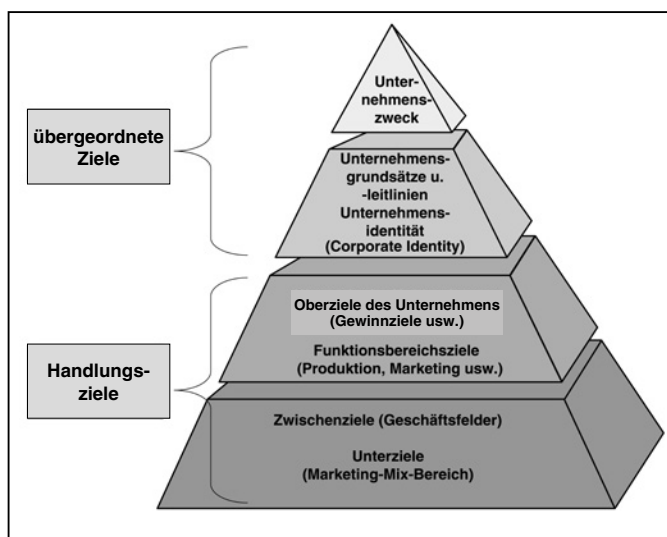 Unter-
nehmens-
zweck
übergeordnete
Ziele
Unternehmens-
grundsätze u.
-leitlinien
Unternehmens-
identität
(Corporate Identity)
Oberziele des Unternehmens
(Gewinnziele usw.)
Funktionsbereichsziele
(Produktion, Marketing usw.)
Handlungs-
ziele
Zwischenziele (Geschäftsfelder)
Unterziele
(Marketing-Mix-Bereich)